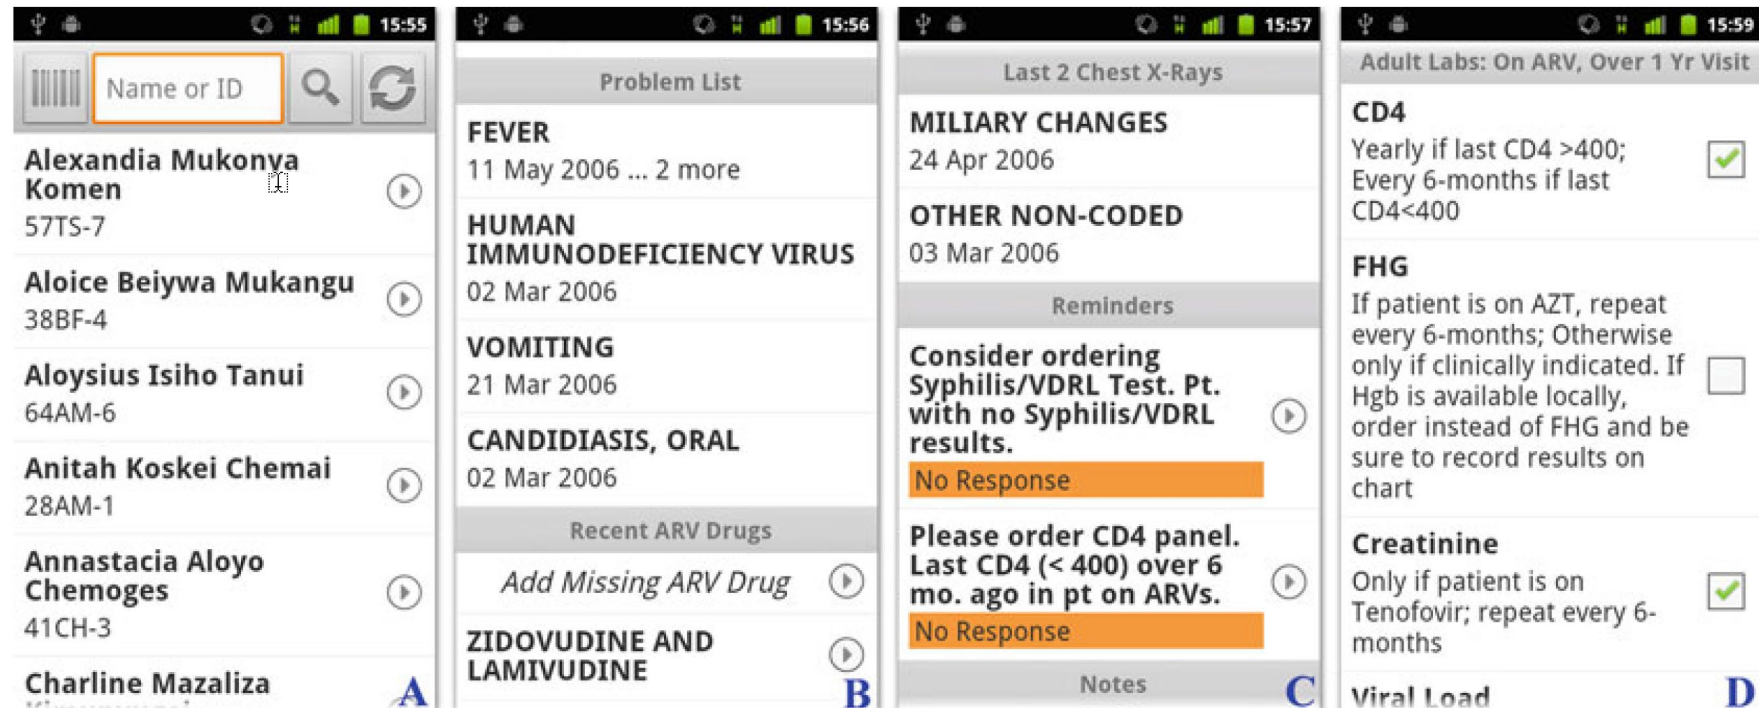 15:55
Name or ID
Alexandia Mukonya
Komen
57TS-7
Aloice Beiywa Mukangu
38BF-4
Aloysius Isiho Tanui
64AM-6
Anitah Koskei Chemai
28AM-1
Annastacia Aloyo
Chemoges
41CH-3
Charline Mazaliza
A
15:56
Problem List
FEVER
11 May 2006 ... 2 more
HUMAN
IMMUNODEFICIENCY VIRUS
02 Mar 2006
VOMITING
21 Mar 2006
CANDIDIASIS, ORAL
02 Mar 2006
Recent ARV Drugs
Add Missing ARV Drug
ZIDOVUDINE AND
LAMIVUDINE
B
15:57
Last 2 Chest X-Rays
MILIARY CHANGES
24 Apr 2006
OTHER NON-CODED
03 Mar 2006
Reminders
Consider ordering
Syphilis/VDRL Test. Pt.
with no Syphilis/VDRL
results.
No Response
Please order CD4 panel.
Last CD4 (< 400) over 6
mo. ago in pt on ARVs.
No Response
Notes
C
15:59
Adult Labs: On ARV, Over 1 Yr Visit
CD4
Yearly if last CD4 >400;
Every 6-months if last
CD4<400
FHG
If patient is on AZT, repeat
every 6-months; Otherwise
only if clinically indicated. If
Hgb is available locally,
order instead of FHG and be
sure to record results on
chart
Creatinine
Only if patient is on
Tenofovir; repeat every 6-
months
Viral Load
D